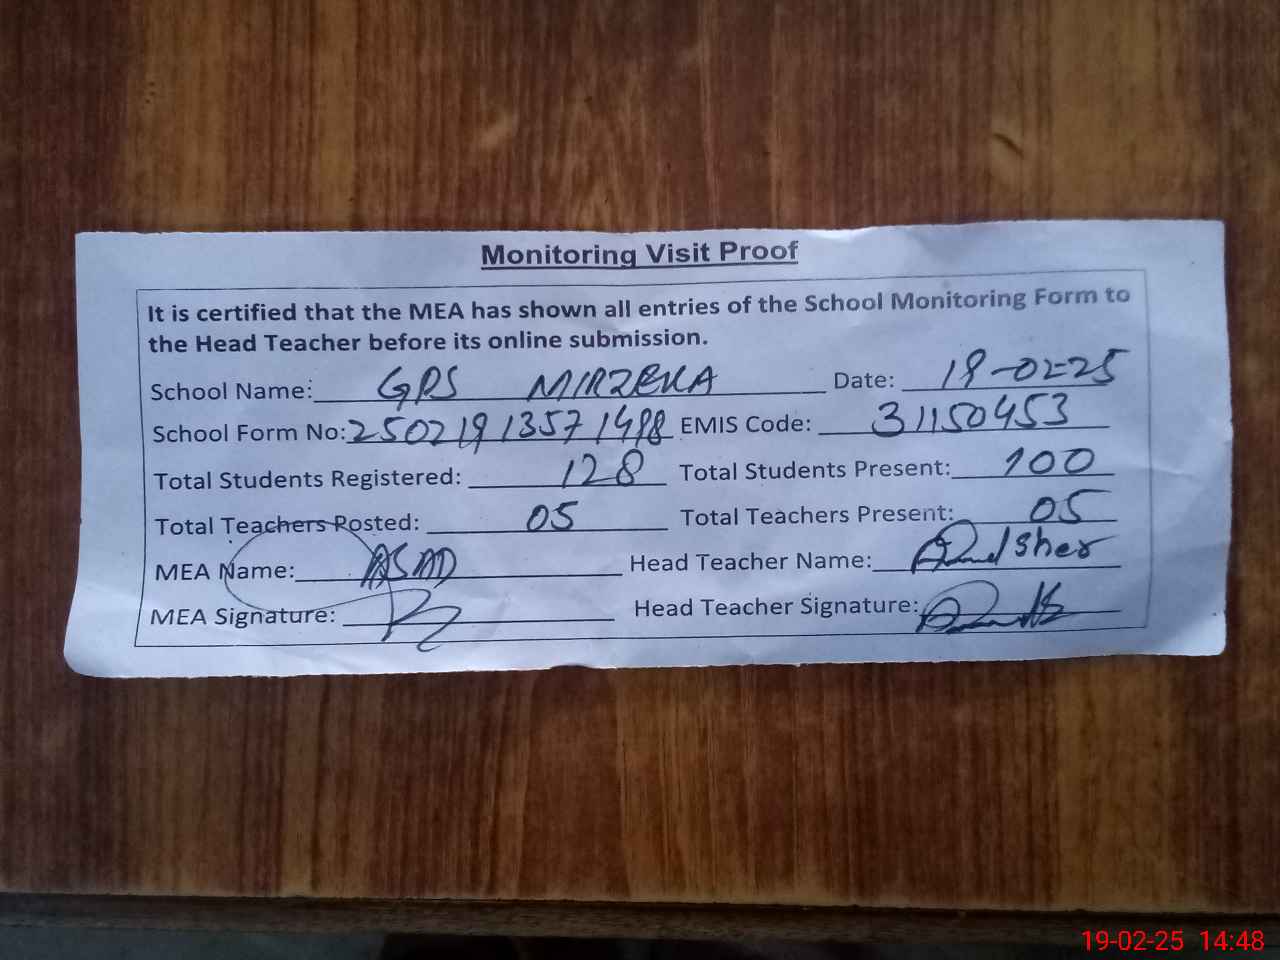 Monitoring Visit Proof
It is certified that the MEA has shown all entries of the School Monitoring Form to
the Head Teacher before its online submission.
School Name: GPS MIRZEKA Date: 19-02-25
School Form No: 25021913571498 EMIS Code: 31150453
Total Students Registered: 128 Total Students Present: 100
Total Teachers Posted: 05 Total Teachers Present: 05
MEA Name: ASAD Head Teacher Name: Sher
MEA Signature: Head Teacher Signature:
19-02-25 14:48